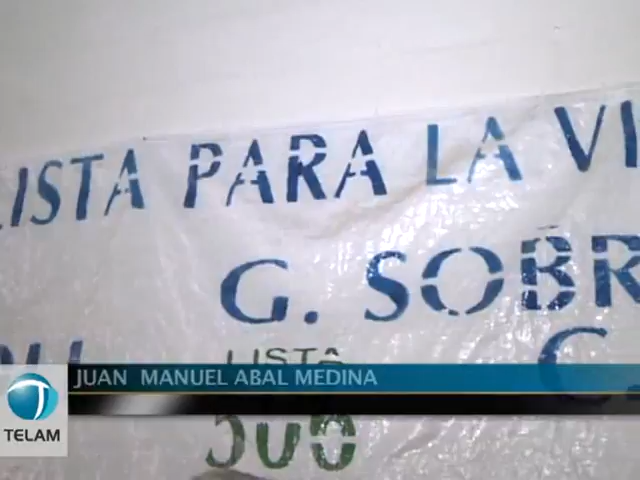 LISTA PARA LA VI
G. SOBR
LISTA
JUAN MANUEL ABAL MEDINA
TELAM